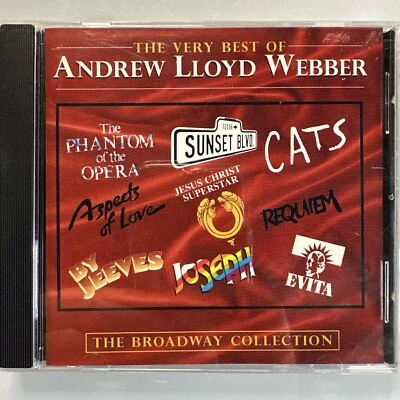 THE VERY BEST OF
ANDREW LLOYD WEBBER
The
PHANTOM
of the
OPERA
SUNSET BLVD.
CATS
Aspects
of Love
JESUS CHRIST
SUPERSTAR
REQUIEM
BY
JEEVES
JOSEPH
EVITA
THE BROADWAY COLLECTION